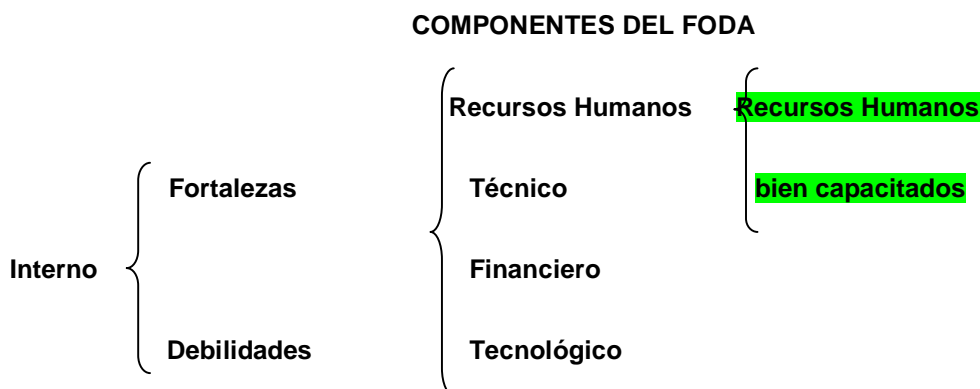 COMPONENTES DEL FODA
Recursos Humanos Recursos Humanos
Fortalezas Técnico bien capacitados
Interno Financiero
Debilidades Tecnológico